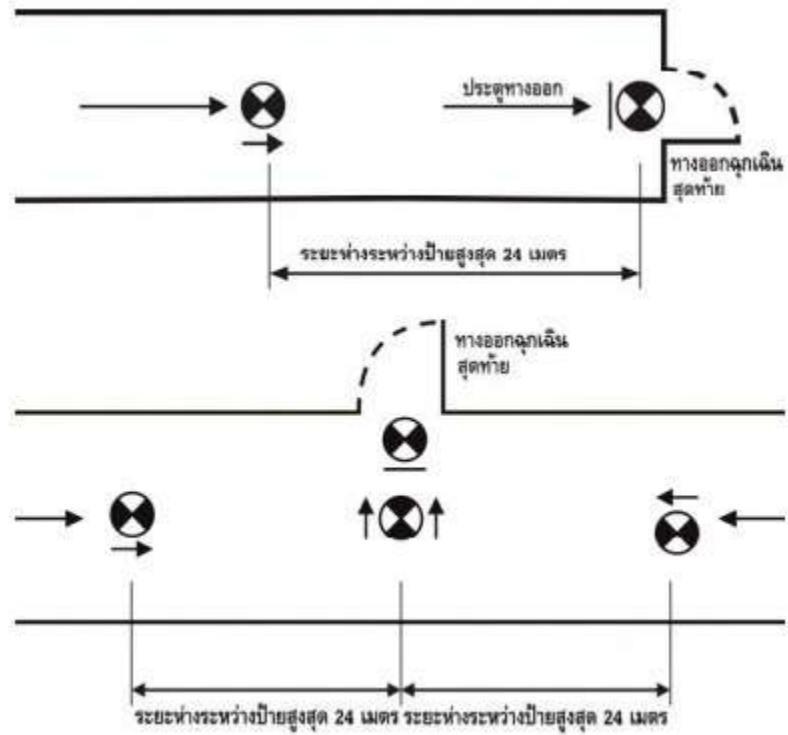 ประตูทางออก
ทางออกฉุกเฉิน
สุดท้าย
ระยะห่างระหว่างป้ายสูงสุด 24 เมตร
ทางออกฉุกเฉิน
สุดท้าย
ระยะห่างระหว่างป้ายสูงสุด 24 เมตร ระยะห่างระหว่างป้ายสูงสุด 24 เมตร